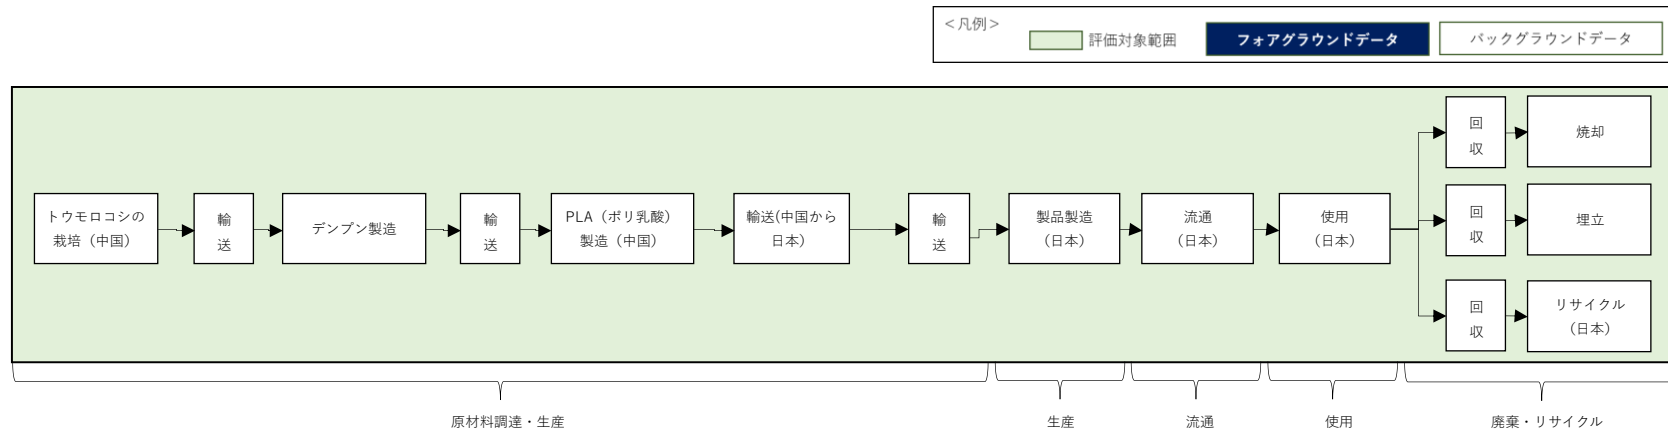 ＜凡例＞
評価対象範囲
フォアグラウンドデータ
バックグラウンドデータ
トウモロコシの
栽培（中国）
輸
送
デンプン製造
輸
送
PLA（ポリ乳酸）
製造（中国）
輸送(中国から
日本）
輸
送
製品製造
（日本）
流通
（日本）
使用
（日本）
回
収
焼却
回
収
埋立
回
収
リサイクル
（日本）
原材料調達・生産
生産
流通
使用
廃棄・リサイクル